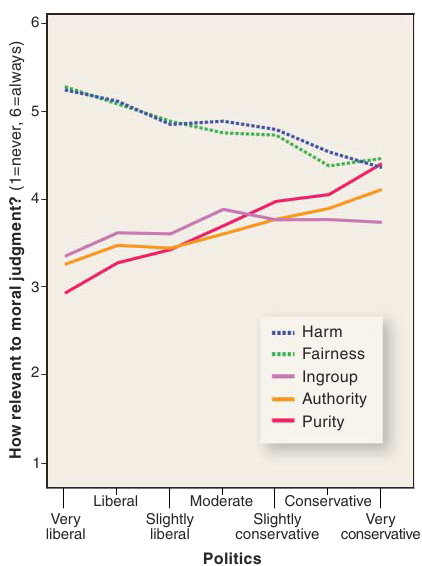 How relevant to moral judgment? (1=never, 6=always)
6
5
4
3
2
1
Harm
Fairness
Ingroup
Authority
Purity
Liberal
Moderate
Conservative
Very
liberal
Slightly
liberal
Slightly
conservative
Very
conservative
Politics